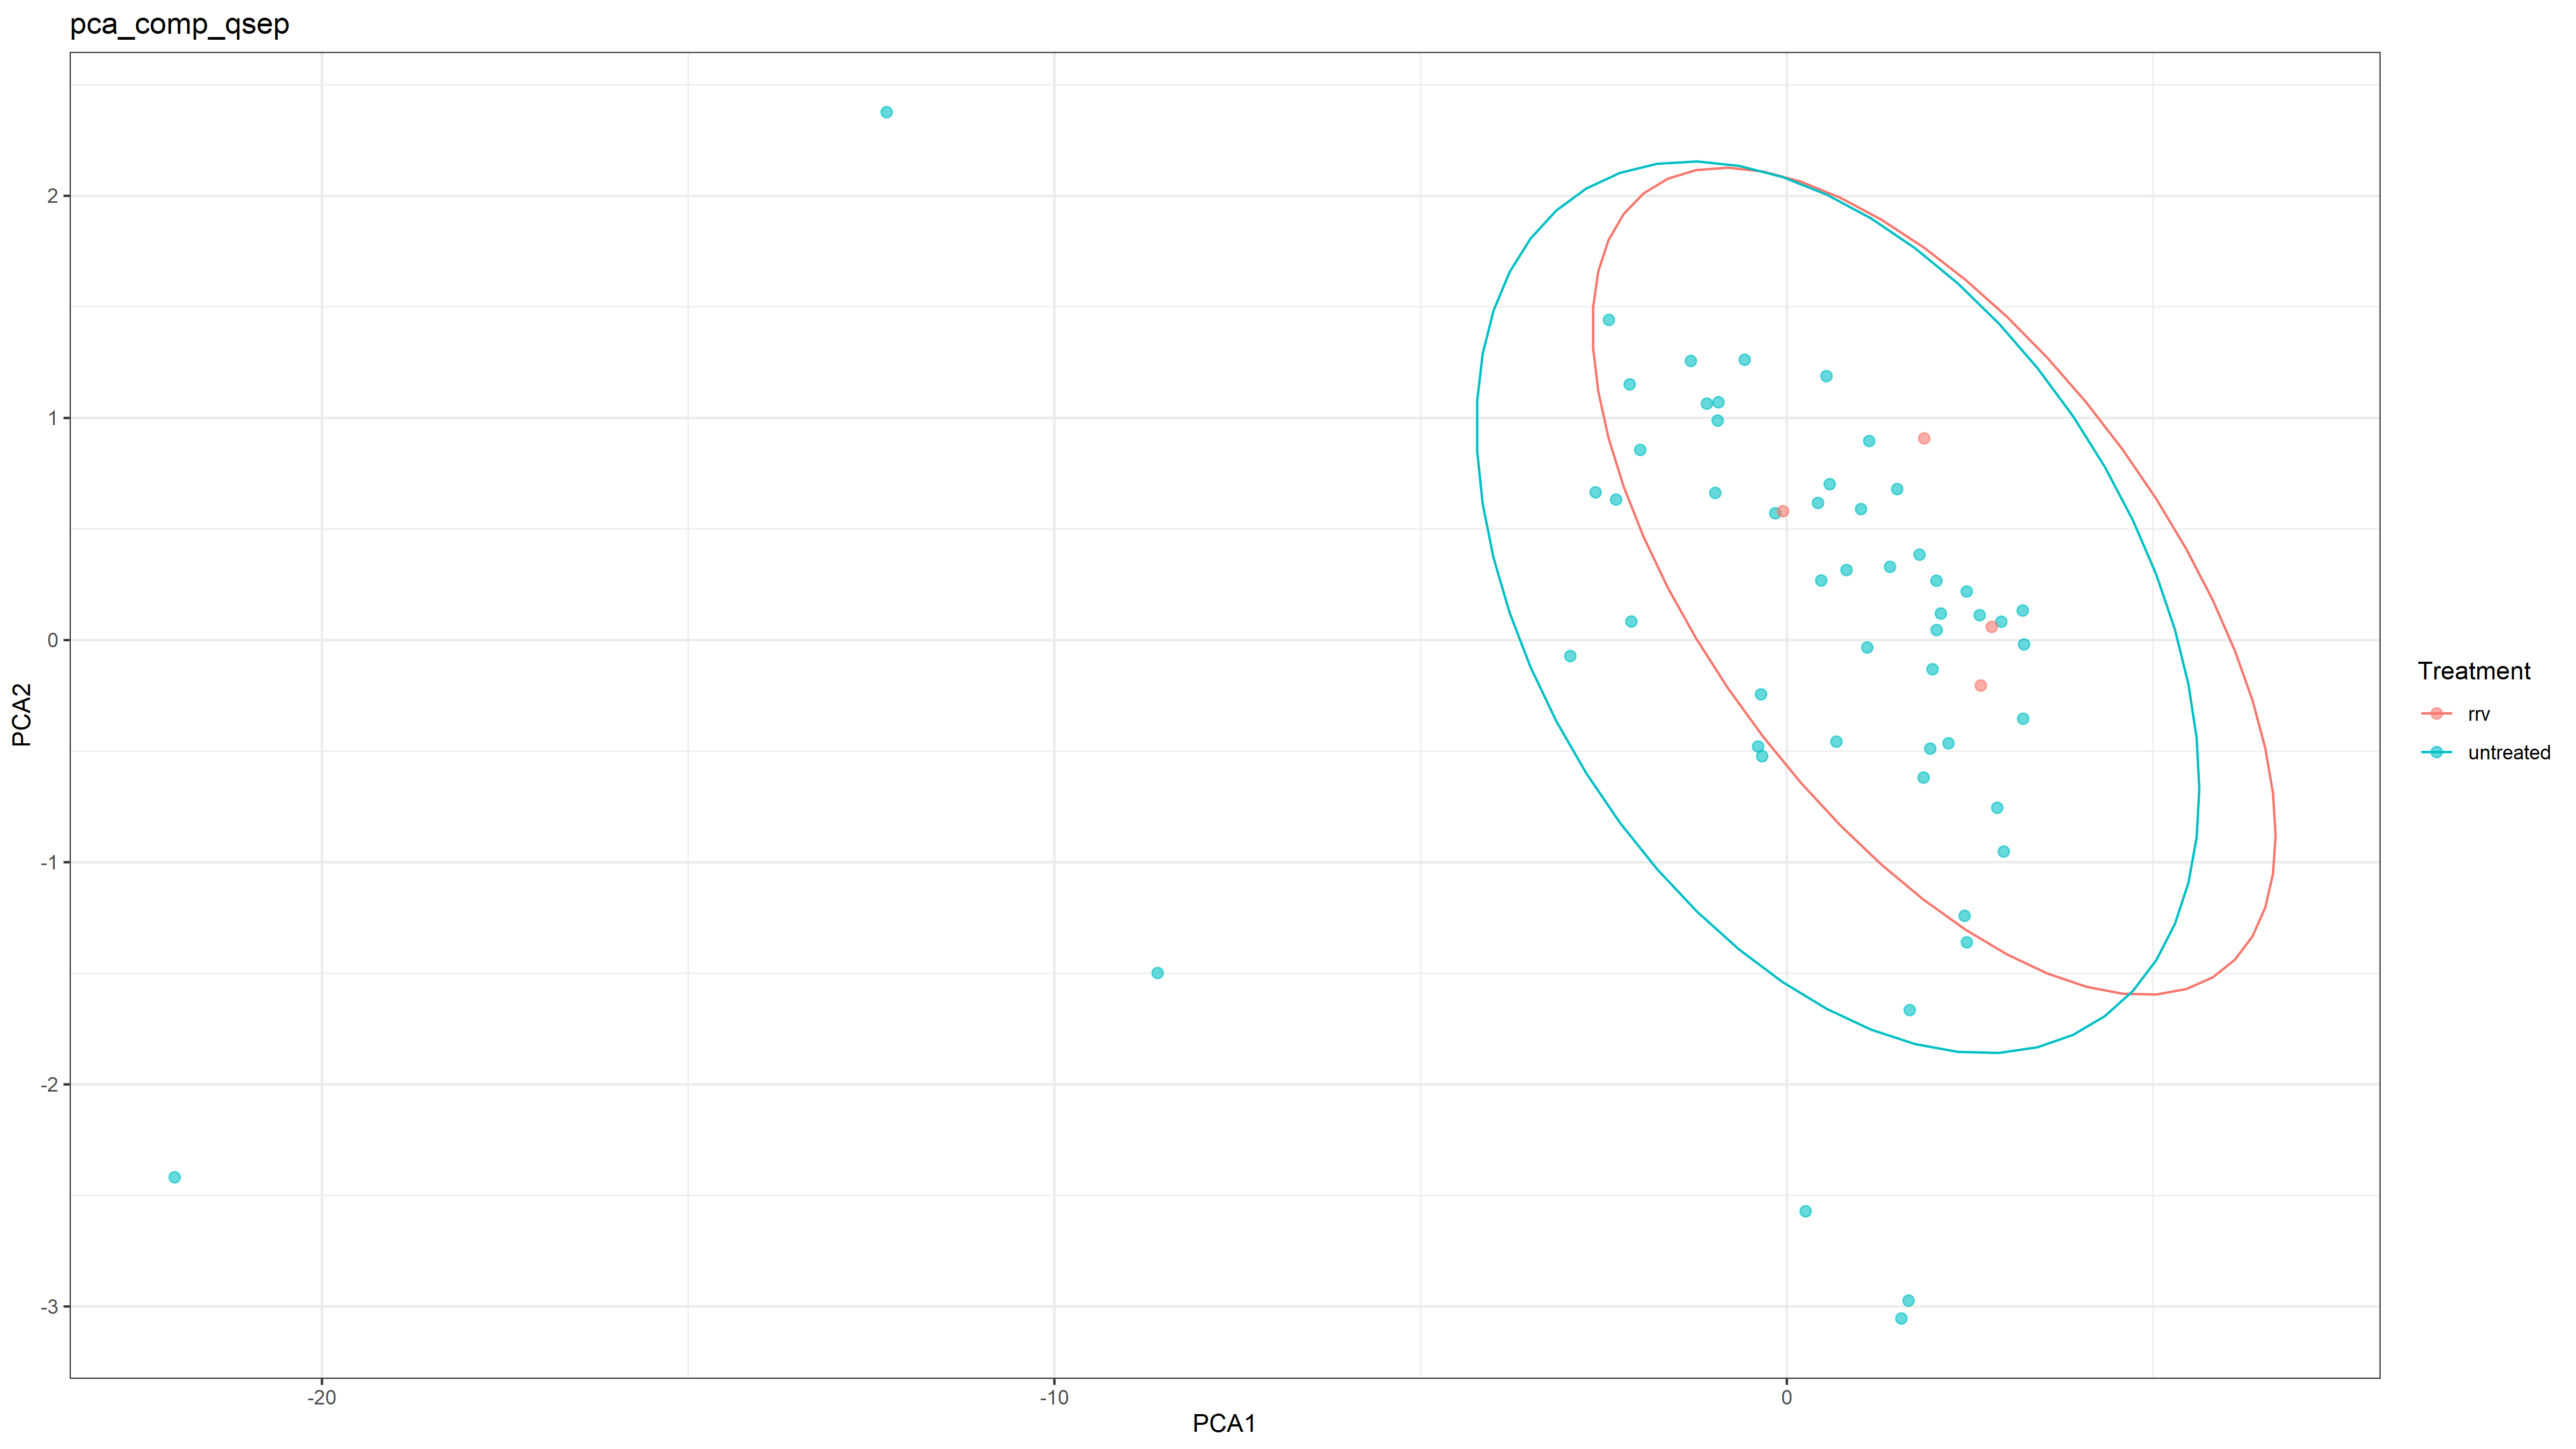 pca_comp_qsep
2
1
0
-1
-2
-3
PCA2
-20
-10
0
PCA1
Treatment
rrv
untreated